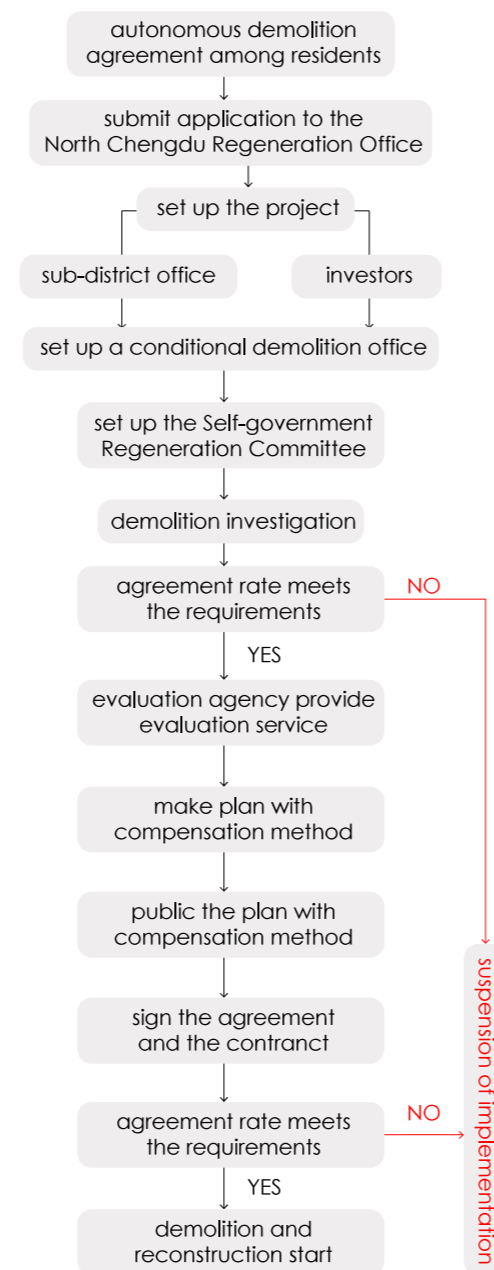 autonomous demolition
agreement among residents
submit application to the
North Chengdu Regeneration Office
set up the project
sub-district office
investors
set up a conditional demolition office
set up the Self-government
Regeneration Committee
demolition investigation
agreement rate meets
the requirements
NO
YES
evaluation agency provide
evaluation service
make plan with
compensation method
public the plan with
compensation method
sign the agreement
and the contranct
agreement rate meets
the requirements
NO
YES
demolition and
reconstruction start
suspension of implementation